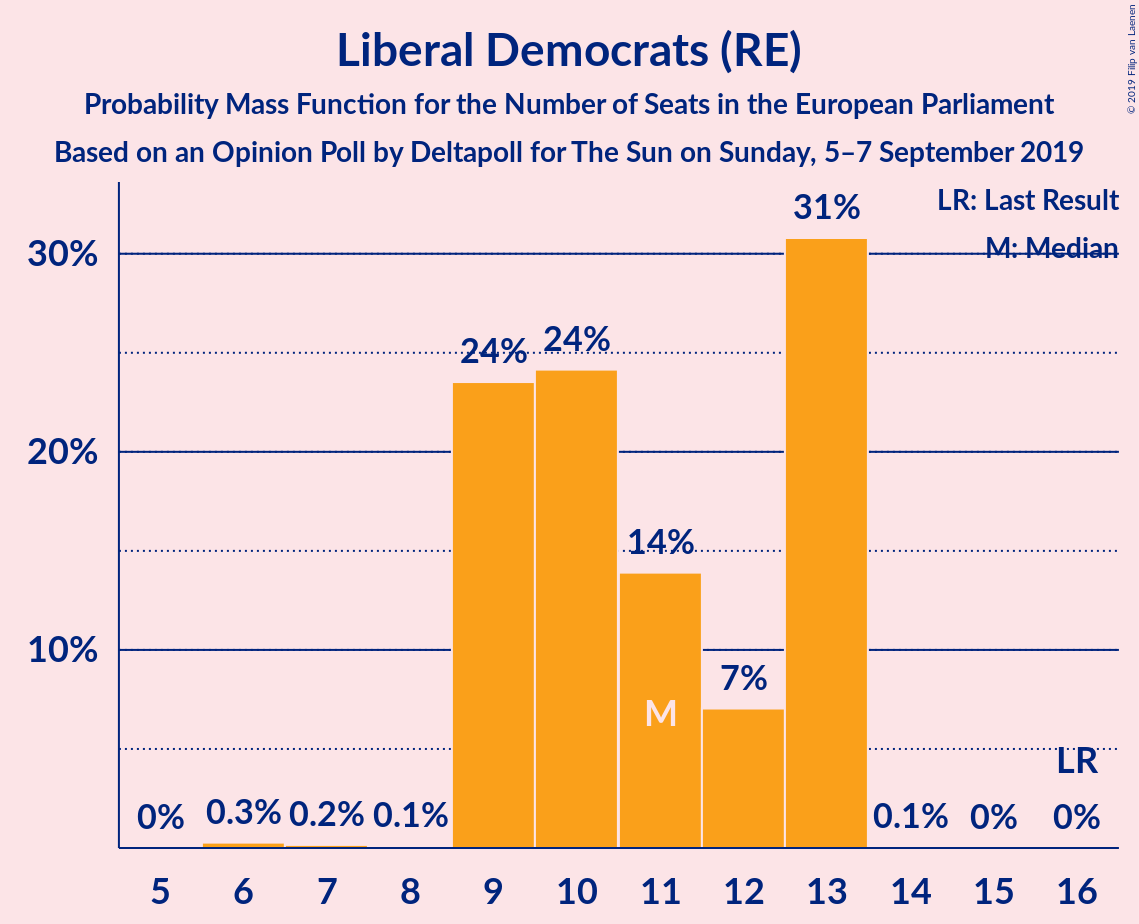 Liberal Democrats (RE)
Probability Mass Function for the Number of Seats in the European Parliament
Based on an Opinion Poll by Deltapoll for The Sun on Sunday, 5–7 September 2019
© 2019 Filip van Laenen
LR: Last Result
M: Median
30%
20%
10%
0%
0.3%
0.2%
0.1%
24%
24%
14%
7%
31%
0.1%
0%
0%
M
LR
5 6 7 8 9 10 11 12 13 14 15 16